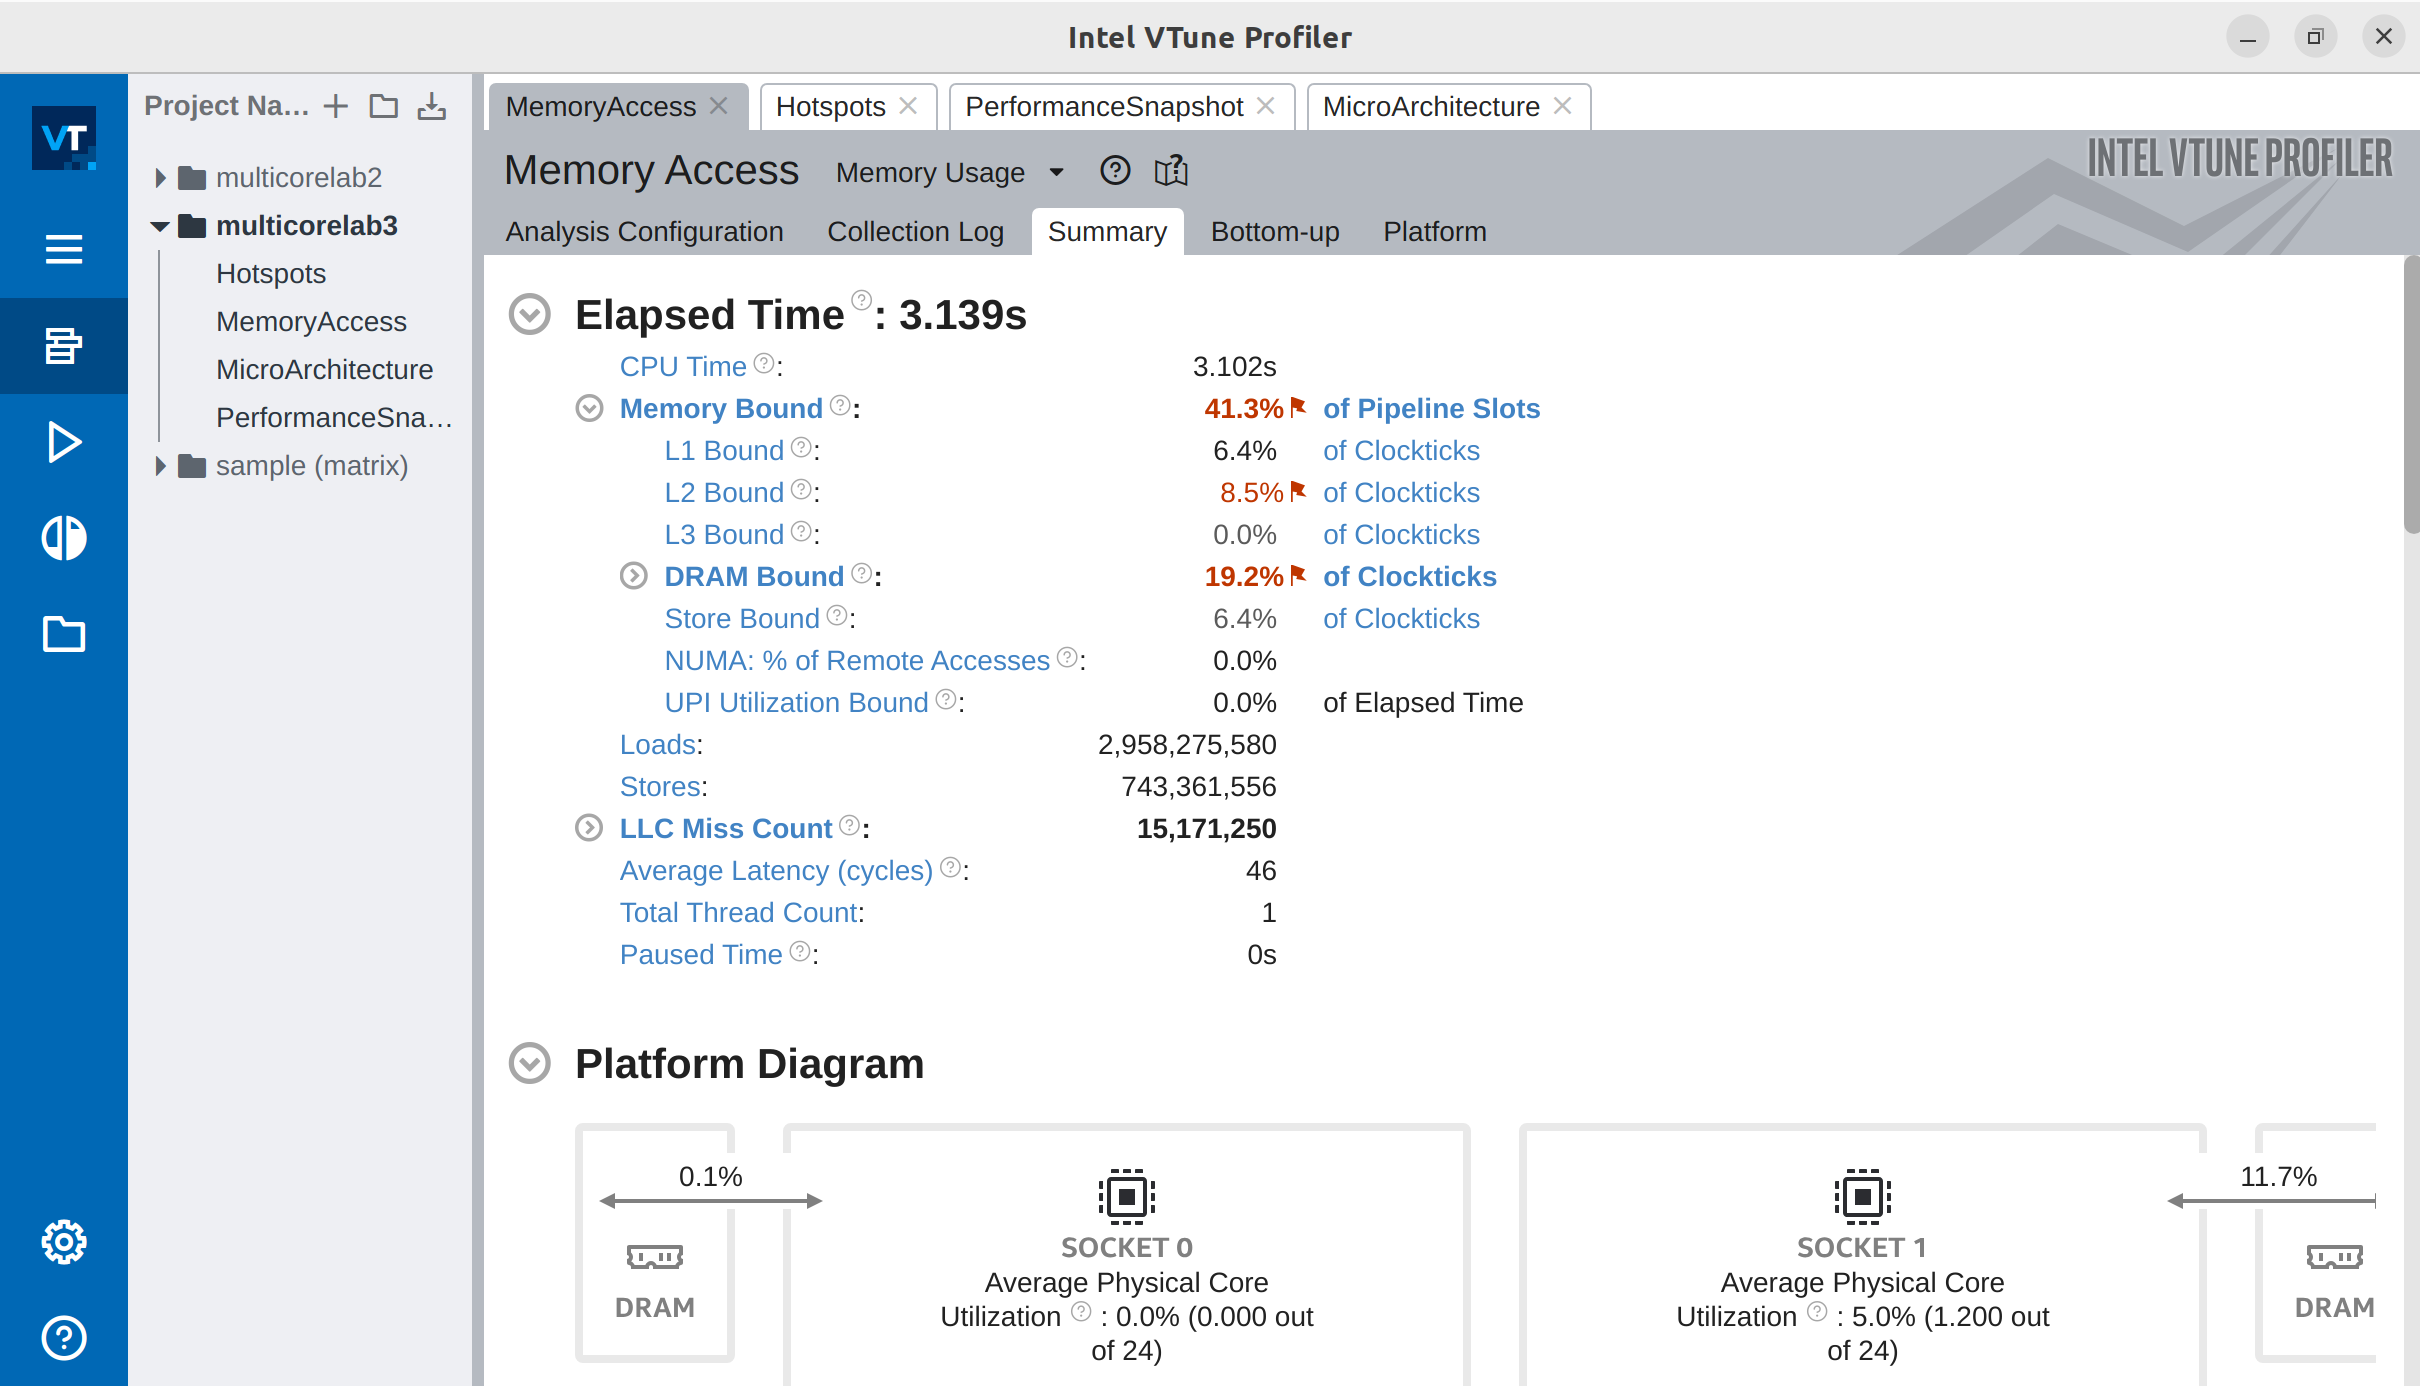 Intel VTune Profiler
Project Na...
VT
multicorelab2
multicorelab3
Hotspots
MemoryAccess
MicroArchitecture
PerformanceSna...
sample (matrix)
MemoryAccess
Hotspots
PerformanceSnapshot
MicroArchitecture
Memory Access
Memory Usage
INTEL VTUNE PROFILER
Analysis Configuration
Collection Log
Summary
Bottom-up
Platform
Elapsed Time ? : 3.139s
CPU Time ? : 3.102s
Memory Bound ? : 41.3% of Pipeline Slots
L1 Bound ? : 6.4% of Clockticks
L2 Bound ? : 8.5% of Clockticks
L3 Bound ? : 0.0% of Clockticks
DRAM Bound ? : 19.2% of Clockticks
Store Bound ? : 6.4% of Clockticks
NUMA: % of Remote Accesses ? : 0.0%
UPI Utilization Bound ? : 0.0% of Elapsed Time
Loads: 2,958,275,580
Stores: 743,361,556
LLC Miss Count ? : 15,171,250
Average Latency (cycles) ? : 46
Total Thread Count: 1
Paused Time ? : 0s
Platform Diagram
0.1%
DRAM
SOCKET 0
Average Physical Core
Utilization ? : 0.0% (0.000 out
of 24)
SOCKET 1
Average Physical Core
Utilization ? : 5.0% (1.200 out
of 24)
11.7%
DRAM